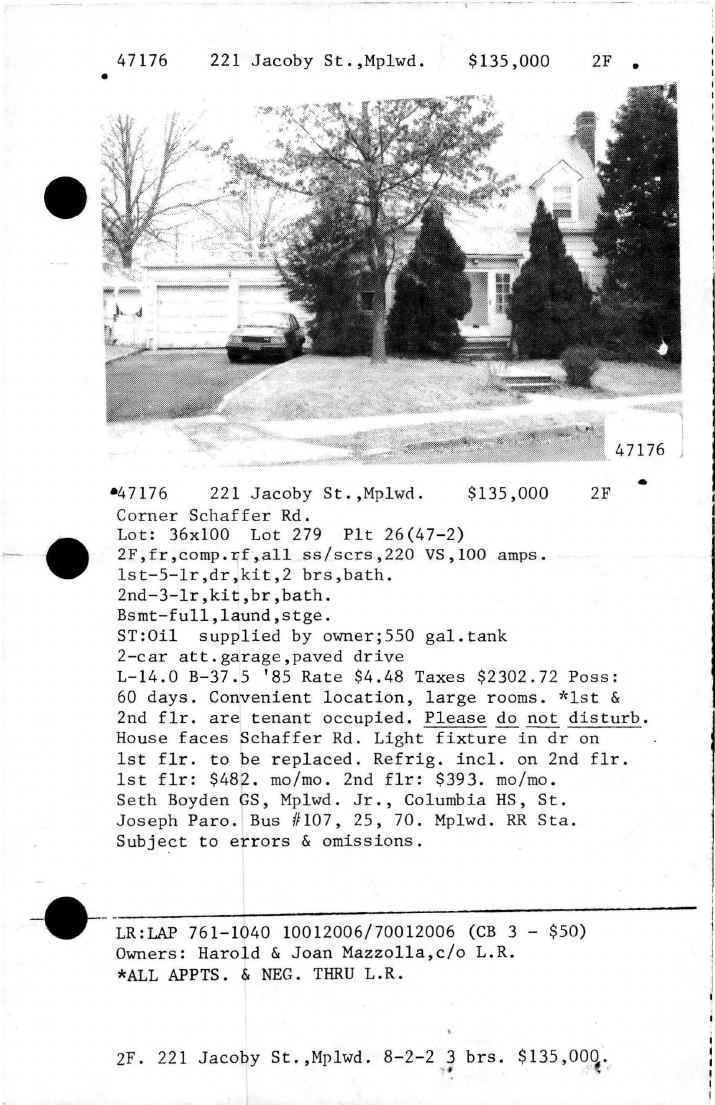 47176 221 Jacoby St.,Mplwd. $135,000 2F
47176
47176 221 Jacoby St.,Mplwd. $135,000 2F
Corner Schaffer Rd.
Lot: 36x100 Lot 279 Plt 26(47-2)
2F,fr,comp.rf,all ss/scrs,220 VS,100 amps.
1st-5-lr,dr,kit,2 brs,bath.
2nd-3-lr,kit,br,bath.
Bsmt-full,laund,stge.
ST:Oil supplied by owner;550 gal.tank
2-car att.garage,paved drive
L-14.0 B-37.5 '85 Rate $4.48 Taxes $2302.72 Poss:
60 days. Convenient location, large rooms. *1st &
2nd flr. are tenant occupied. Please do not disturb.
House faces Schaffer Rd. Light fixture in dr on
1st flr. to be replaced. Refrig. incl. on 2nd flr.
1st flr: $482. mo/mo. 2nd flr: $393. mo/mo.
Seth Boyden GS, Mplwd. Jr., Columbia HS, St.
Joseph Paro. Bus #107, 25, 70. Mplwd. RR Sta.
Subject to errors & omissions.
LR:LAP 761-1040 10012006/70012006 (CB 3 - $50)
Owners: Harold & Joan Mazzolla,c/o L.R.
*ALL APPTS. & NEG. THRU L.R.
2F. 221 Jacoby St.,Mplwd. 8-2-2 3 brs. $135,000.